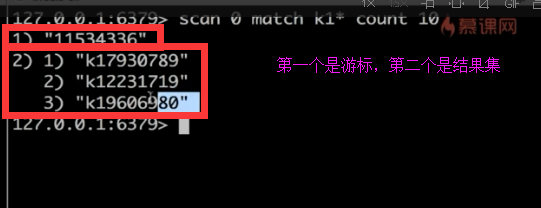 127.0.0.1:6379> scan 0 match k1* count 10
慕课网
1) "11534336"
2) 1) "k17930789"
2) "k12231719"
3) "k19606980"
第一个是游标，第二个是结果集
127.0.0.1:6379>